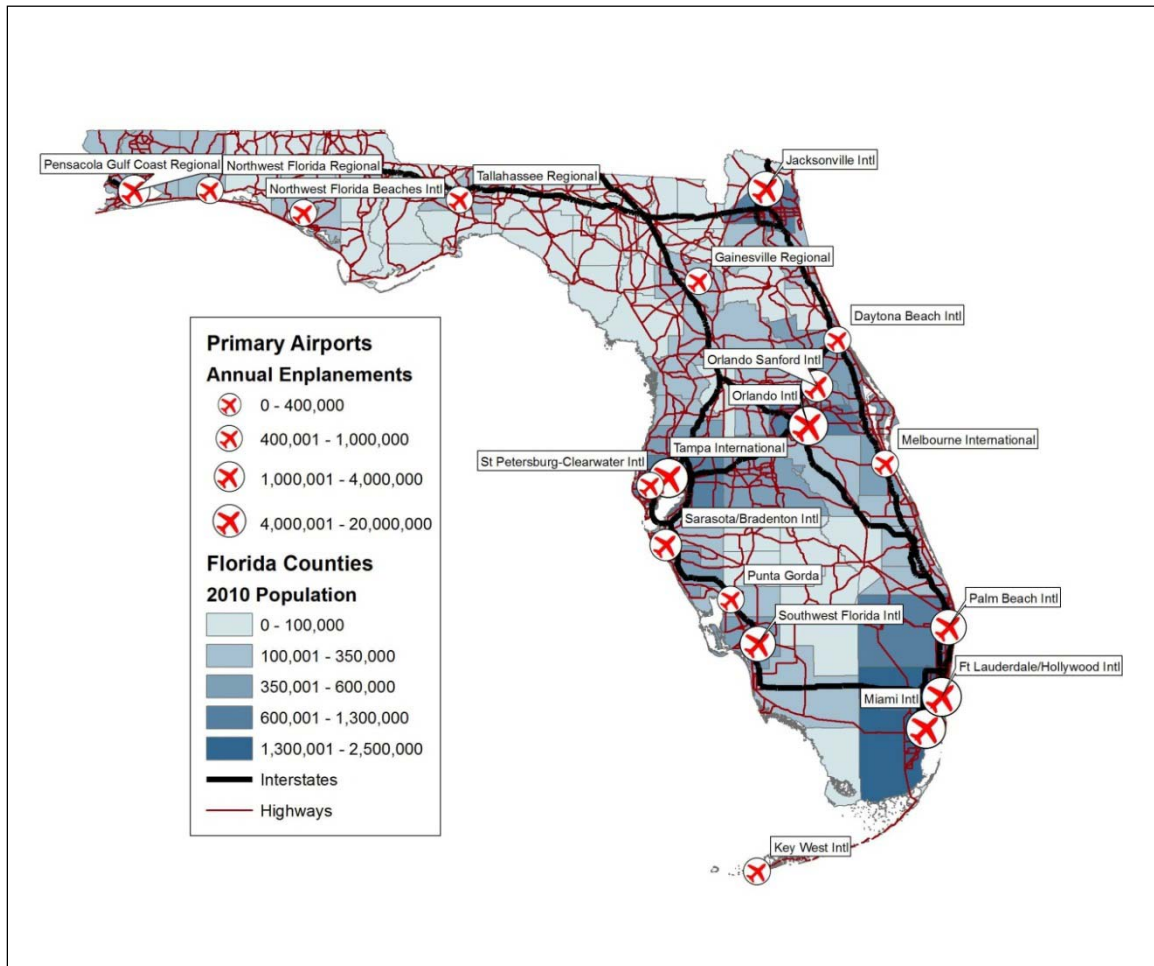 Pensacola Gulf Coast Regional
Northwest Florida Regional
Northwest Florida Beaches Intl
Tallahassee Regional
Jacksonville Intl
Gainesville Regional
Daytona Beach Intl
Orlando Sanford Intl
Orlando Intl
Melbourne International
Tampa International
St Petersburg-Clearwater Intl
Sarasota/Bradenton Intl
Punta Gorda
Southwest Florida Intl
Palm Beach Intl
Ft Lauderdale/Hollywood Intl
Miami Intl
Key West Intl
Primary Airports
Annual Enplanements
0 - 400,000
400,001 - 1,000,000
1,000,001 - 4,000,000
4,000,001 - 20,000,000
Florida Counties
2010 Population
0 - 100,000
100,001 - 350,000
350,001 - 600,000
600,001 - 1,300,000
1,300,001 - 2,500,000
Interstates
Highways